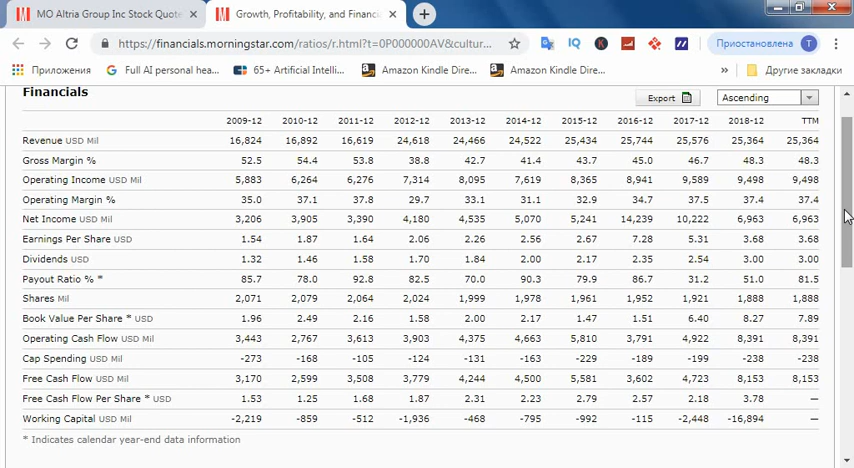 MO Altria Group Inc Stock Quote
Growth, Profitability, and Financi
https://financials.morningstar.com/ratios/r.html?t=0P000000AV&cultur...
IQ
K
Приостановлена
T
Приложения
G Full AI personal hea...
65+ Artificial Intelli...
Amazon Kindle Dire...
Amazon Kindle Dire...
»
Другие закладки
Financials
Export
Ascending
2009-12 2010-12 2011-12 2012-12 2013-12 2014-12 2015-12 2016-12 2017-12 2018-12 TTM
Revenue USD Mil 16,824 16,892 16,619 24,618 24,466 24,522 25,434 25,744 25,576 25,364 25,364
Gross Margin % 52.5 54.4 53.8 38.8 42.7 41.4 43.7 45.0 46.7 48.3 48.3
Operating Income USD Mil 5,883 6,264 6,276 7,314 8,095 7,619 8,365 8,941 9,589 9,498 9,498
Operating Margin % 35.0 37.1 37.8 29.7 33.1 31.1 32.9 34.7 37.5 37.4 37.4
Net Income USD Mil 3,206 3,905 3,390 4,180 4,535 5,070 5,241 14,239 10,222 6,963 6,963
Earnings Per Share USD 1.54 1.87 1.64 2.06 2.26 2.56 2.67 7.28 5.31 3.68 3.68
Dividends USD 1.32 1.46 1.58 1.70 1.84 2.00 2.17 2.35 2.54 3.00 3.00
Payout Ratio % * 85.7 78.0 92.8 82.5 70.0 90.3 79.9 86.7 31.2 51.0 81.5
Shares Mil 2,071 2,079 2,064 2,024 1,999 1,978 1,961 1,952 1,921 1,888 1,888
Book Value Per Share * USD 1.96 2.49 2.16 1.58 2.00 2.17 1.47 1.51 6.40 8.27 7.89
Operating Cash Flow USD Mil 3,443 2,767 3,613 3,903 4,375 4,663 5,810 3,791 4,922 8,391 8,391
Cap Spending USD Mil -273 -168 -105 -124 -131 -163 -229 -189 -199 -238 -238
Free Cash Flow USD Mil 3,170 2,599 3,508 3,779 4,244 4,500 5,581 3,602 4,723 8,153 8,153
Free Cash Flow Per Share * USD 1.53 1.25 1.68 1.87 2.31 2.23 2.79 2.57 2.18 3.78 —
Working Capital USD Mil -2,219 -859 -512 -1,936 -468 -795 -992 -115 -2,448 -16,894 —
* Indicates calendar year-end data information